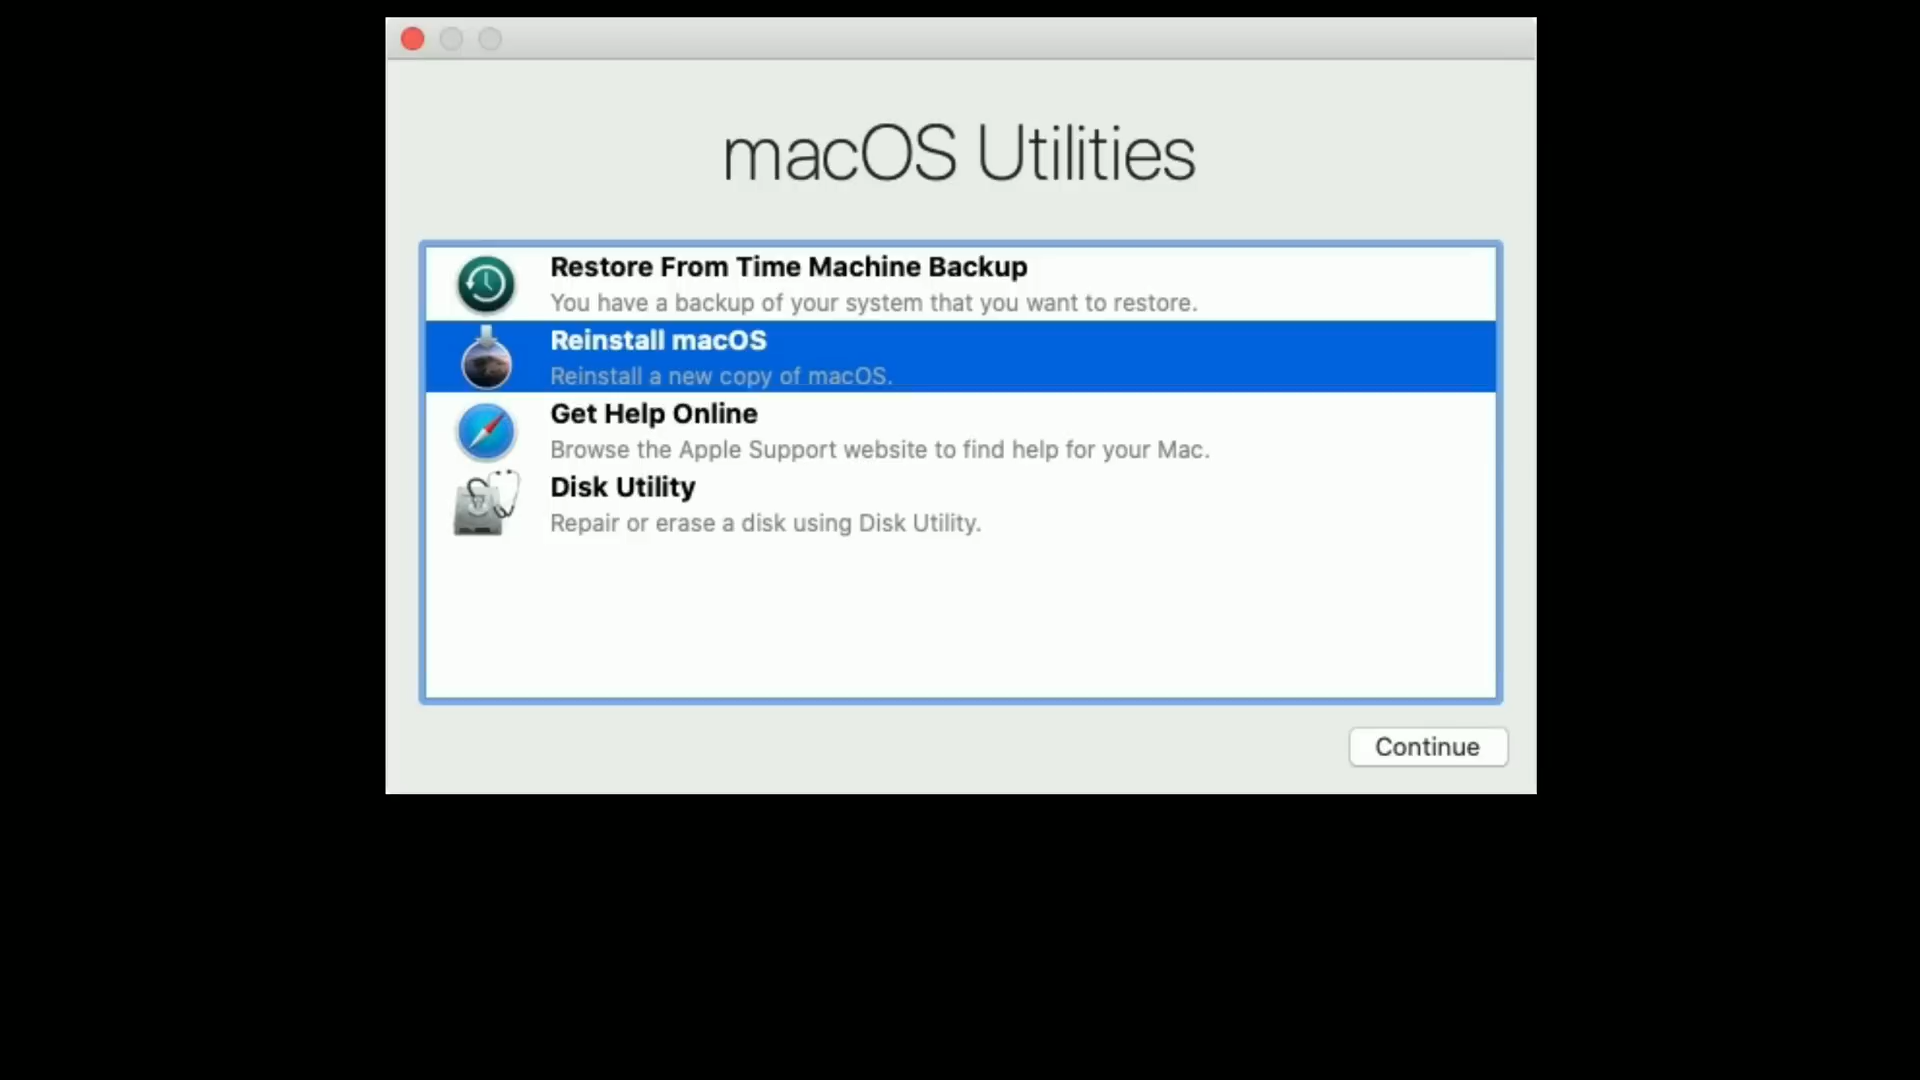 macOS Utilities
Restore From Time Machine Backup
You have a backup of your system that you want to restore.
Reinstall macOS
Reinstall a new copy of macOS.
Get Help Online
Browse the Apple Support website to find help for your Mac.
Disk Utility
Repair or erase a disk using Disk Utility.
Continue